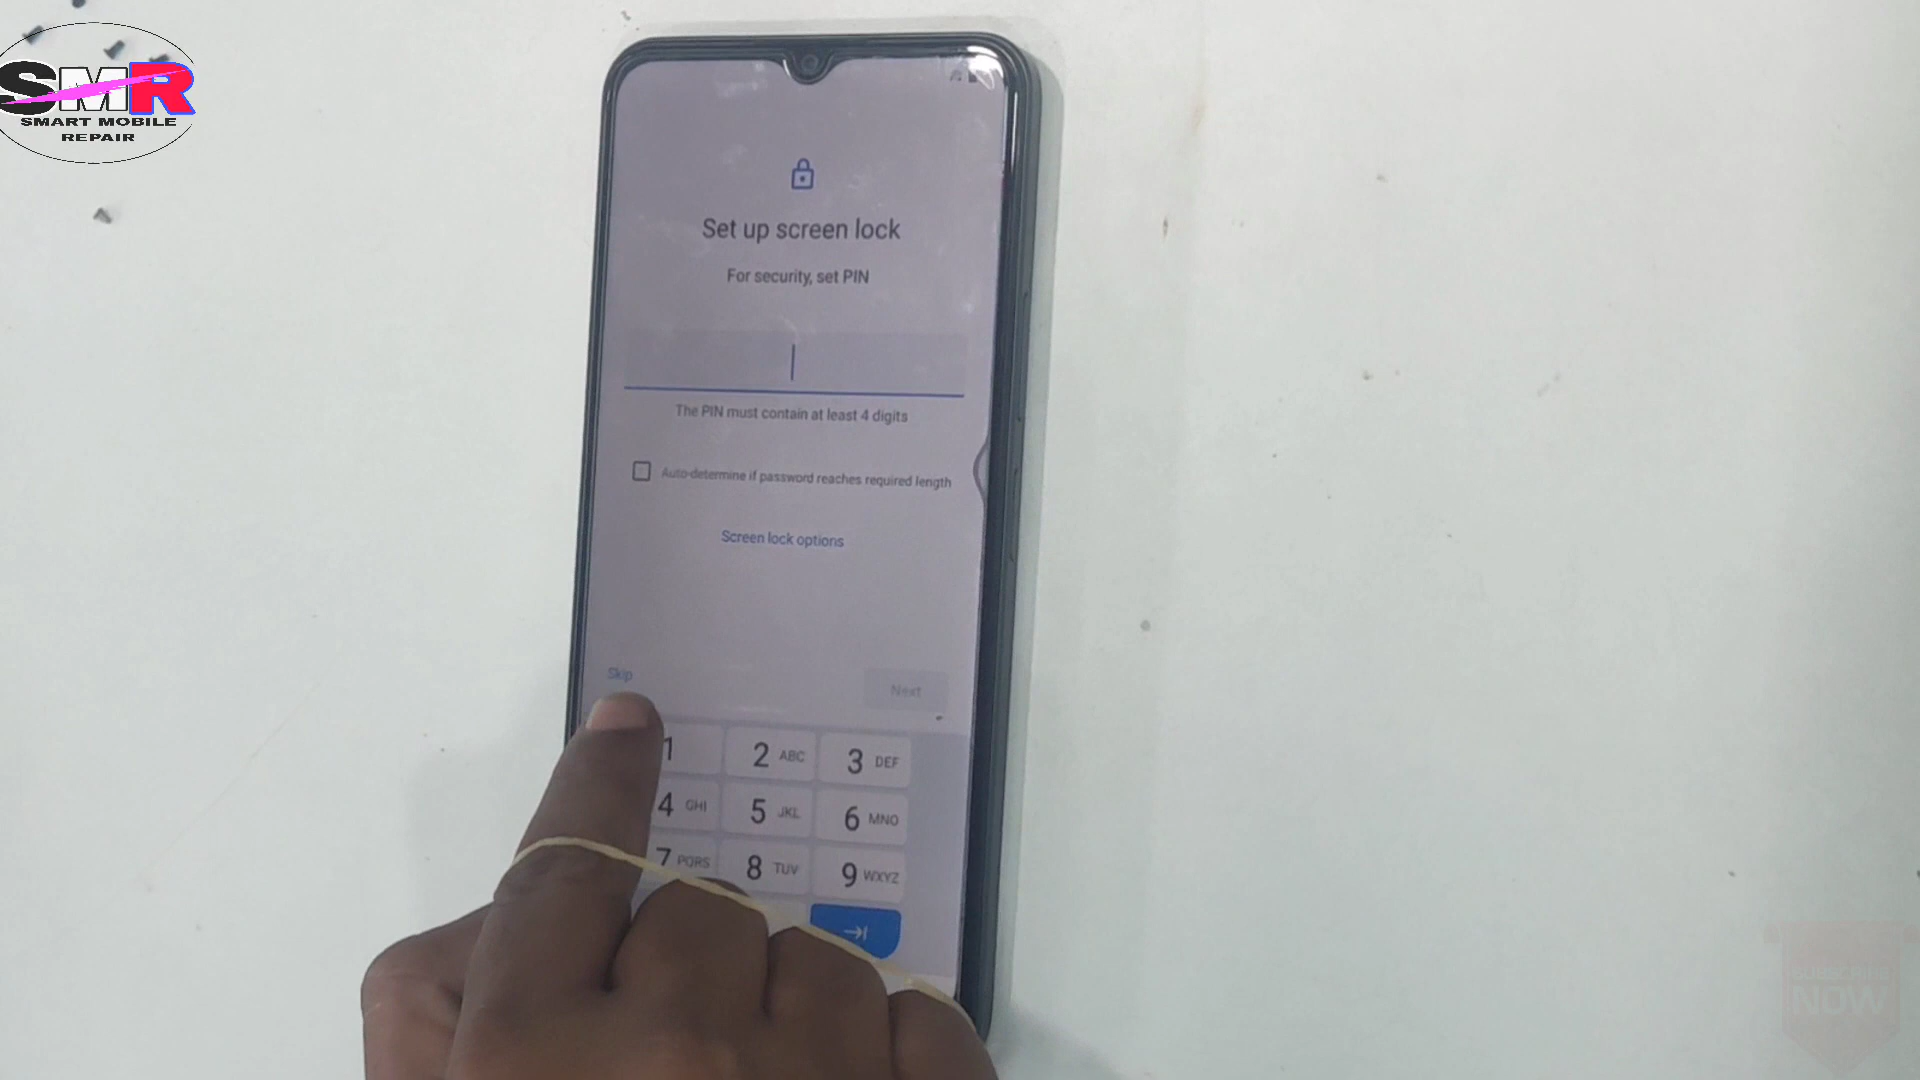 SMR
SMART MOBILE
REPAIR
Set up screen lock
For security, set PIN
The PIN must contain at least 4 digits
Auto-determine if password reaches required length
Screen lock options
Skip
Next
1
2 ABC
3 DEF
4 GHI
5 JKL
6 MNO
7 PQRS
8 TUV
9 WXYZ
SUBSCRIBE
NOW